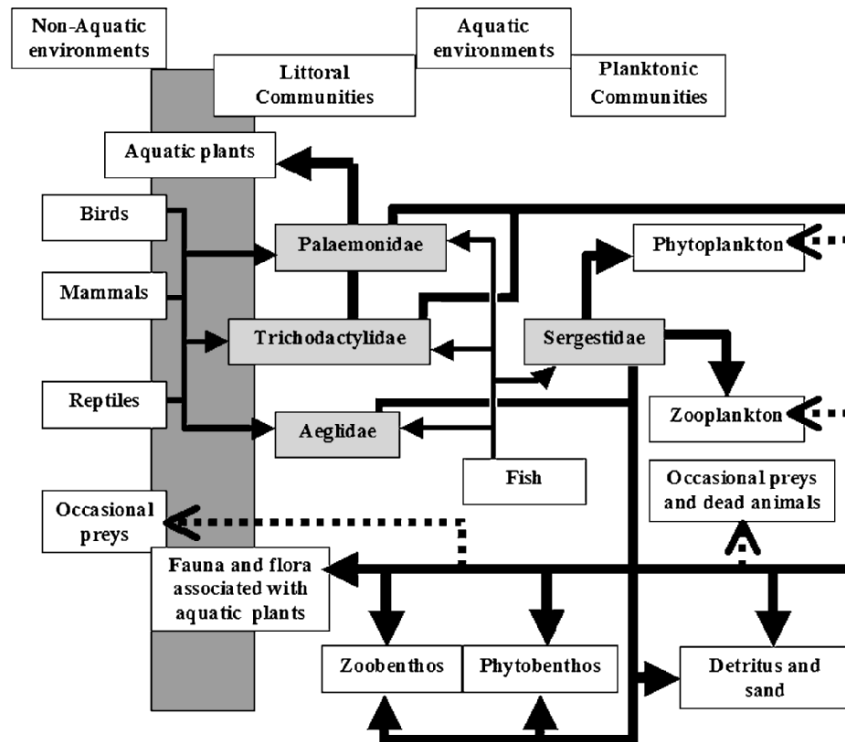 Non-Aquatic
environments
Aquatic
environments
Littoral
Communities
Planktonic
Communities
Aquatic plants
Birds
Palaemonidae
Phytoplankton
Mammals
Trichodactylidae
Sergestidae
Reptiles
Aeglidae
Zooplankton
Fish
Occasional preys
and dead animals
Occasional
preys
Fauna and flora
associated with
aquatic plants
Zoobenthos
Phytobenthos
Detritus and
sand